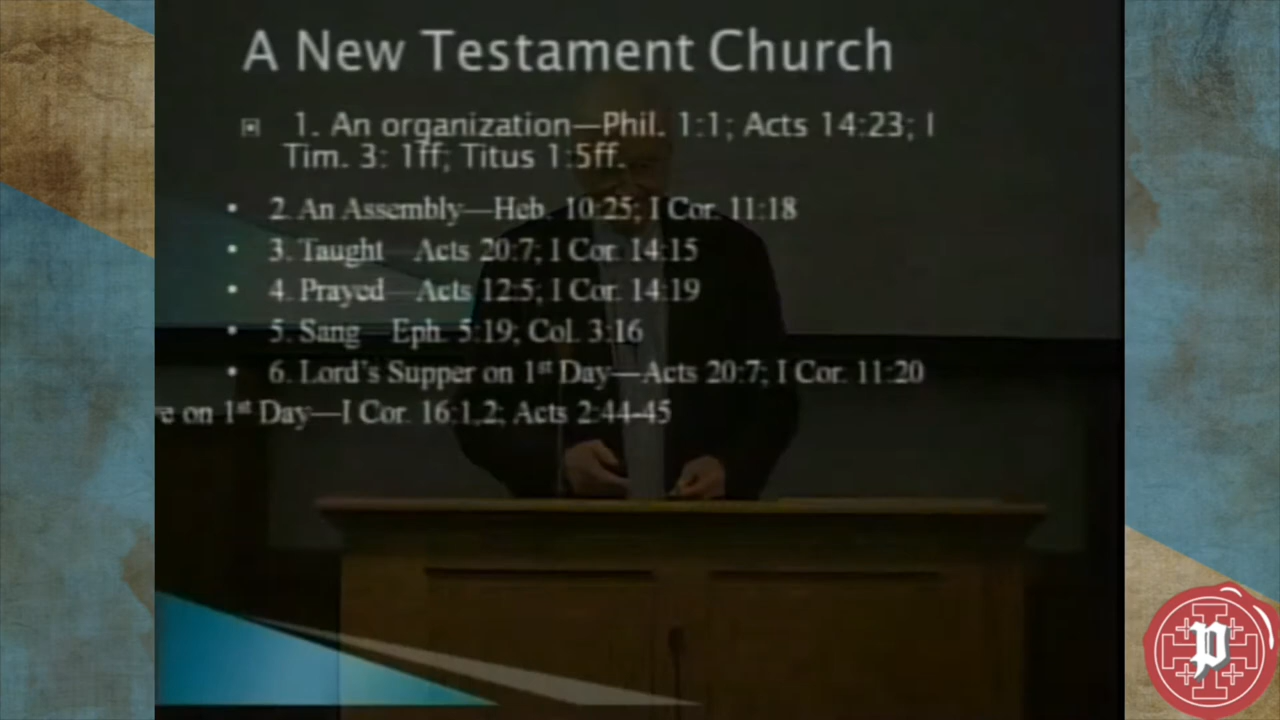 A New Testament Church
1. An organization—Phil. 1:1; Acts 14:23; I
Tim. 3: 1ff; Titus 1:5ff.
• 2. An Assembly—Heb. 10:25; I Cor. 11:18
• 3. Taught—Acts 20:7; I Cor. 14:15
• 4. Prayed—Acts 12:5; I Cor. 14:19
• 5. Sang—Eph. 5:19; Col. 3:16
• 6. Lord's Supper on 1st Day—Acts 20:7; I Cor. 11:20
e on 1st Day—I Cor. 16:1,2; Acts 2:44-45
p